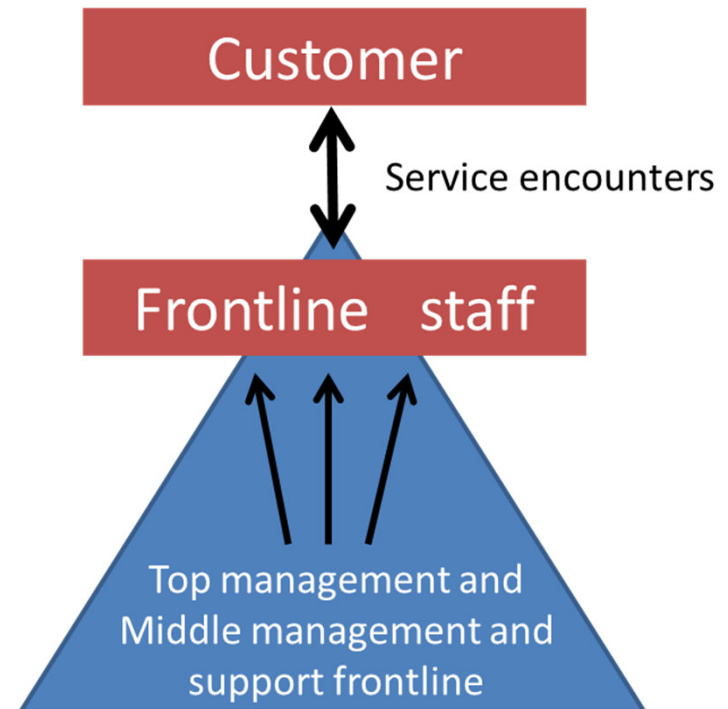 Customer
Service encounters
Frontline staff
Top management and
Middle management and
support frontline